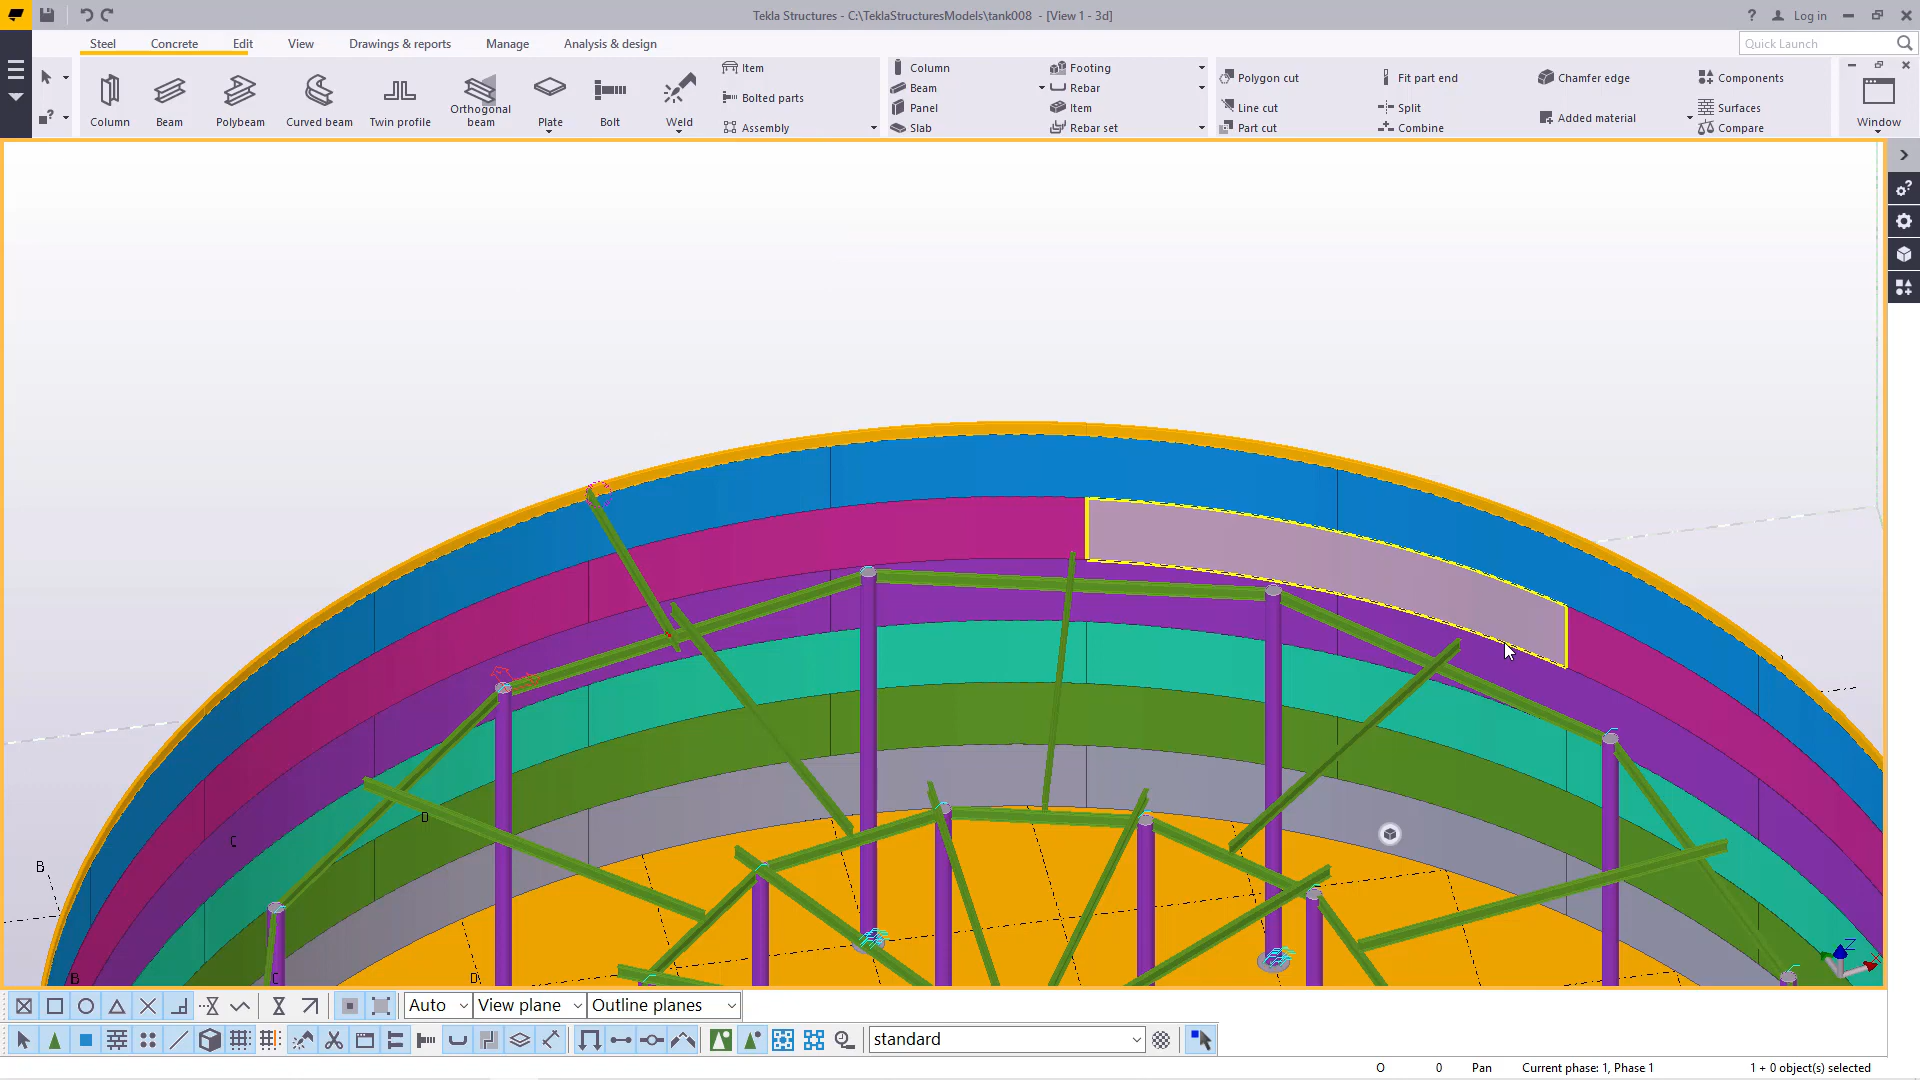 Tekla Structures - C:\TeklaStructuresModels\tank008 - [View 1 - 3d]
? Log in
Steel Concrete Edit View Drawings & reports Manage Analysis & design
Quick Launch
Column
Beam
Polybeam
Curved beam
Twin profile
Orthogonal
beam
Plate
Bolt
Weld
Item
Bolted parts
Assembly
Column
Beam
Panel
Slab
Footing
Rebar
Item
Rebar set
Polygon cut
Line cut
Part cut
Fit part end
Split
Combine
Chamfer edge
Added material
Components
Surfaces
Compare
Window
D
C
B
B
C
D
Z
Auto View plane Outline planes
standard
O 0 Pan Current phase: 1, Phase 1 1 + 0 object(s) selected